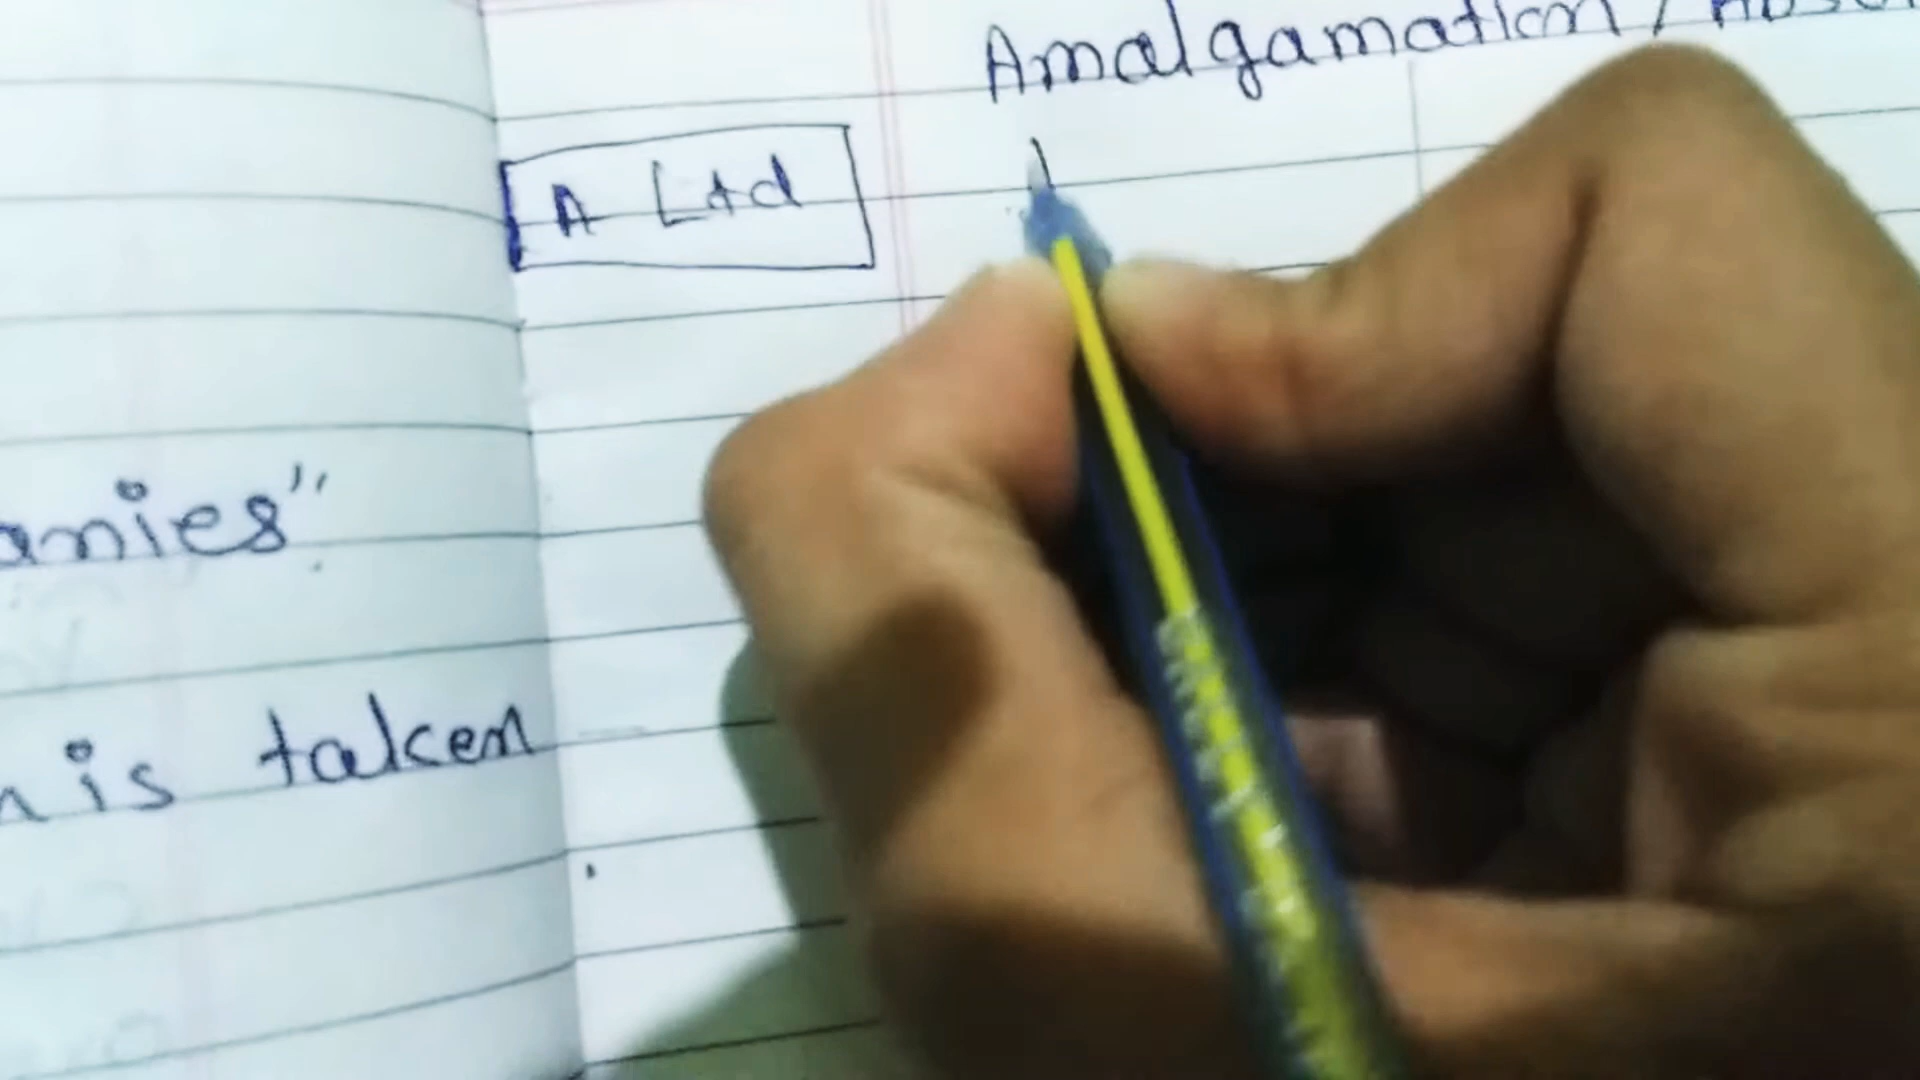 anies"
is taken
Amalgamation /
A Ltd